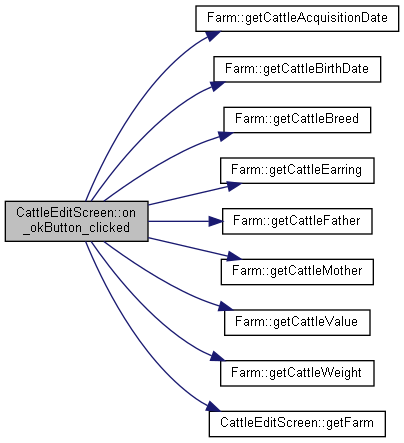 Farm::getCattleAcquisitionDate
Farm::getCattleBirthDate
Farm::getCattleBreed
Farm::getCattleEarring
CattleEditScreen::on
_okButton_clicked
Farm::getCattleFather
Farm::getCattleMother
Farm::getCattleValue
Farm::getCattleWeight
CattleEditScreen::getFarm